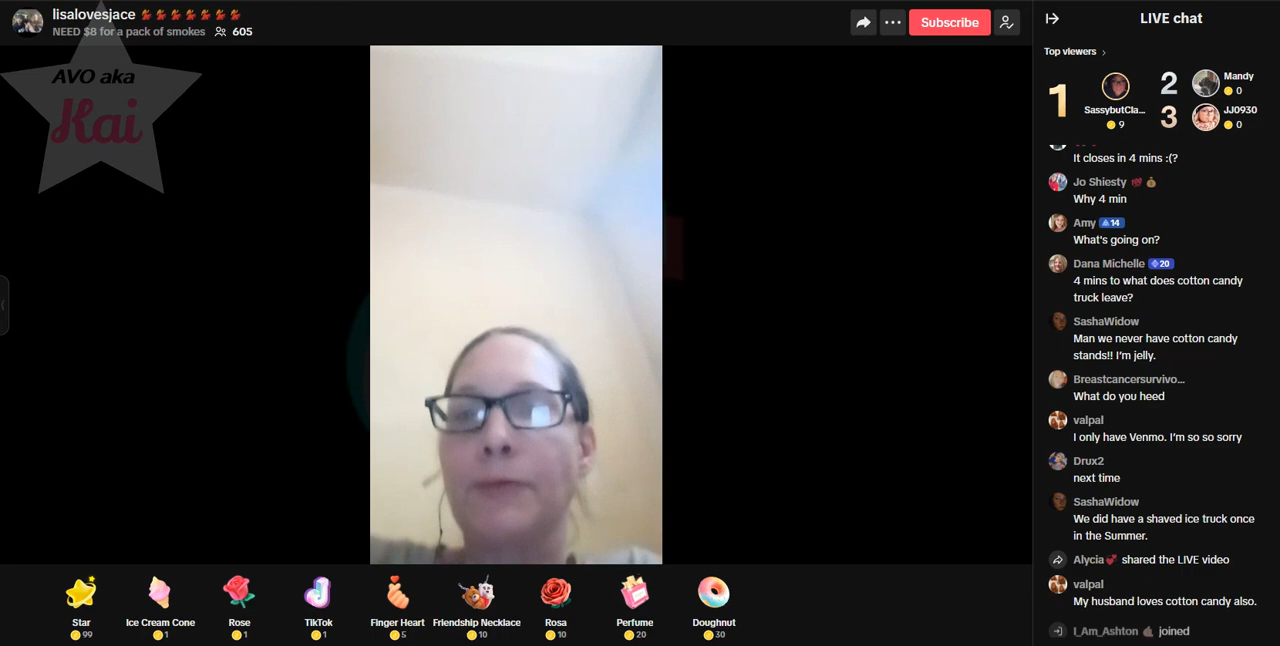 lisalovesjace
NEED $8 for a pack of smokes 605
Subscribe
AVO aka
Kai
LIVE chat
Top viewers
1 SassybutCla... 9
2 Mandy 0
3 JJ0930 0
It closes in 4 mins :(?
Jo Shiesty
Why 4 min
Amy 14
What's going on?
Dana Michelle 20
4 mins to what does cotton candy
truck leave?
SashaWidow
Man we never have cotton candy
stands!! I'm jelly.
Breastcancersurvivo...
What do you heed
valpal
I only have Venmo. I'm so so sorry
Drux2
next time
SashaWidow
We did have a shaved ice truck once
in the Summer.
Alycia shared the LIVE video
valpal
My husband loves cotton candy also.
I_Am_Ashton joined
Star
99
Ice Cream Cone
1
Rose
1
TikTok
1
Finger Heart
5
Friendship Necklace
10
Rosa
10
Perfume
20
Doughnut
30